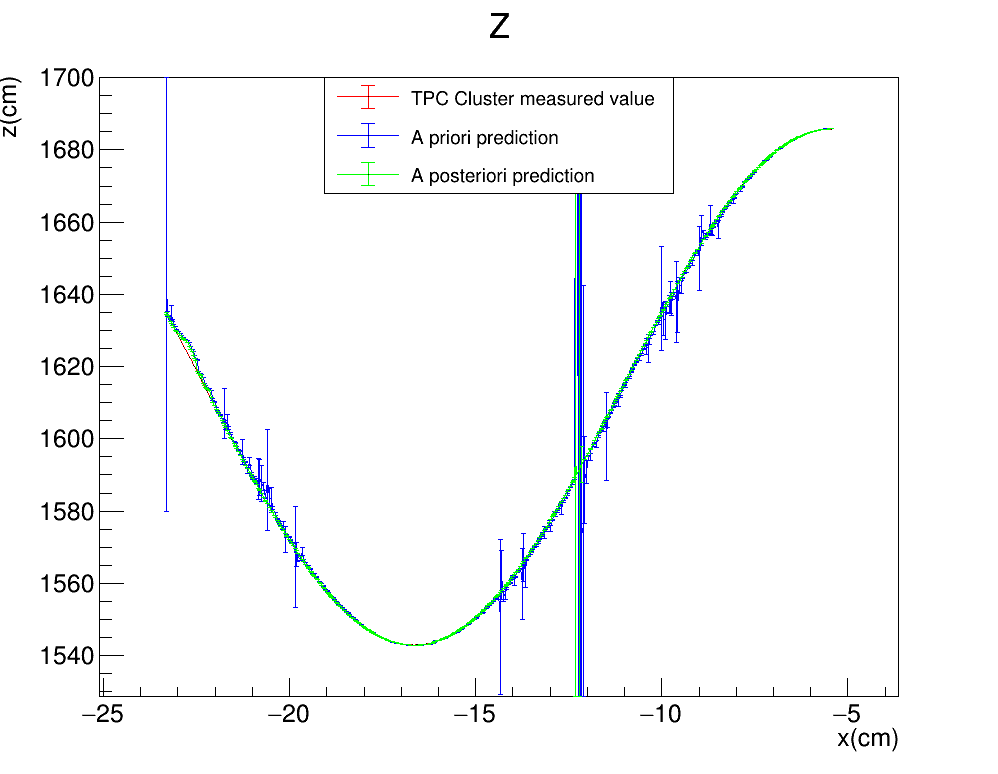 Z
z(cm)
1700
1680
1660
1640
1620
1600
1580
1560
1540
TPC Cluster measured value
A priori prediction
A posteriori prediction
−25 −20 −15 −10 −5
x(cm)